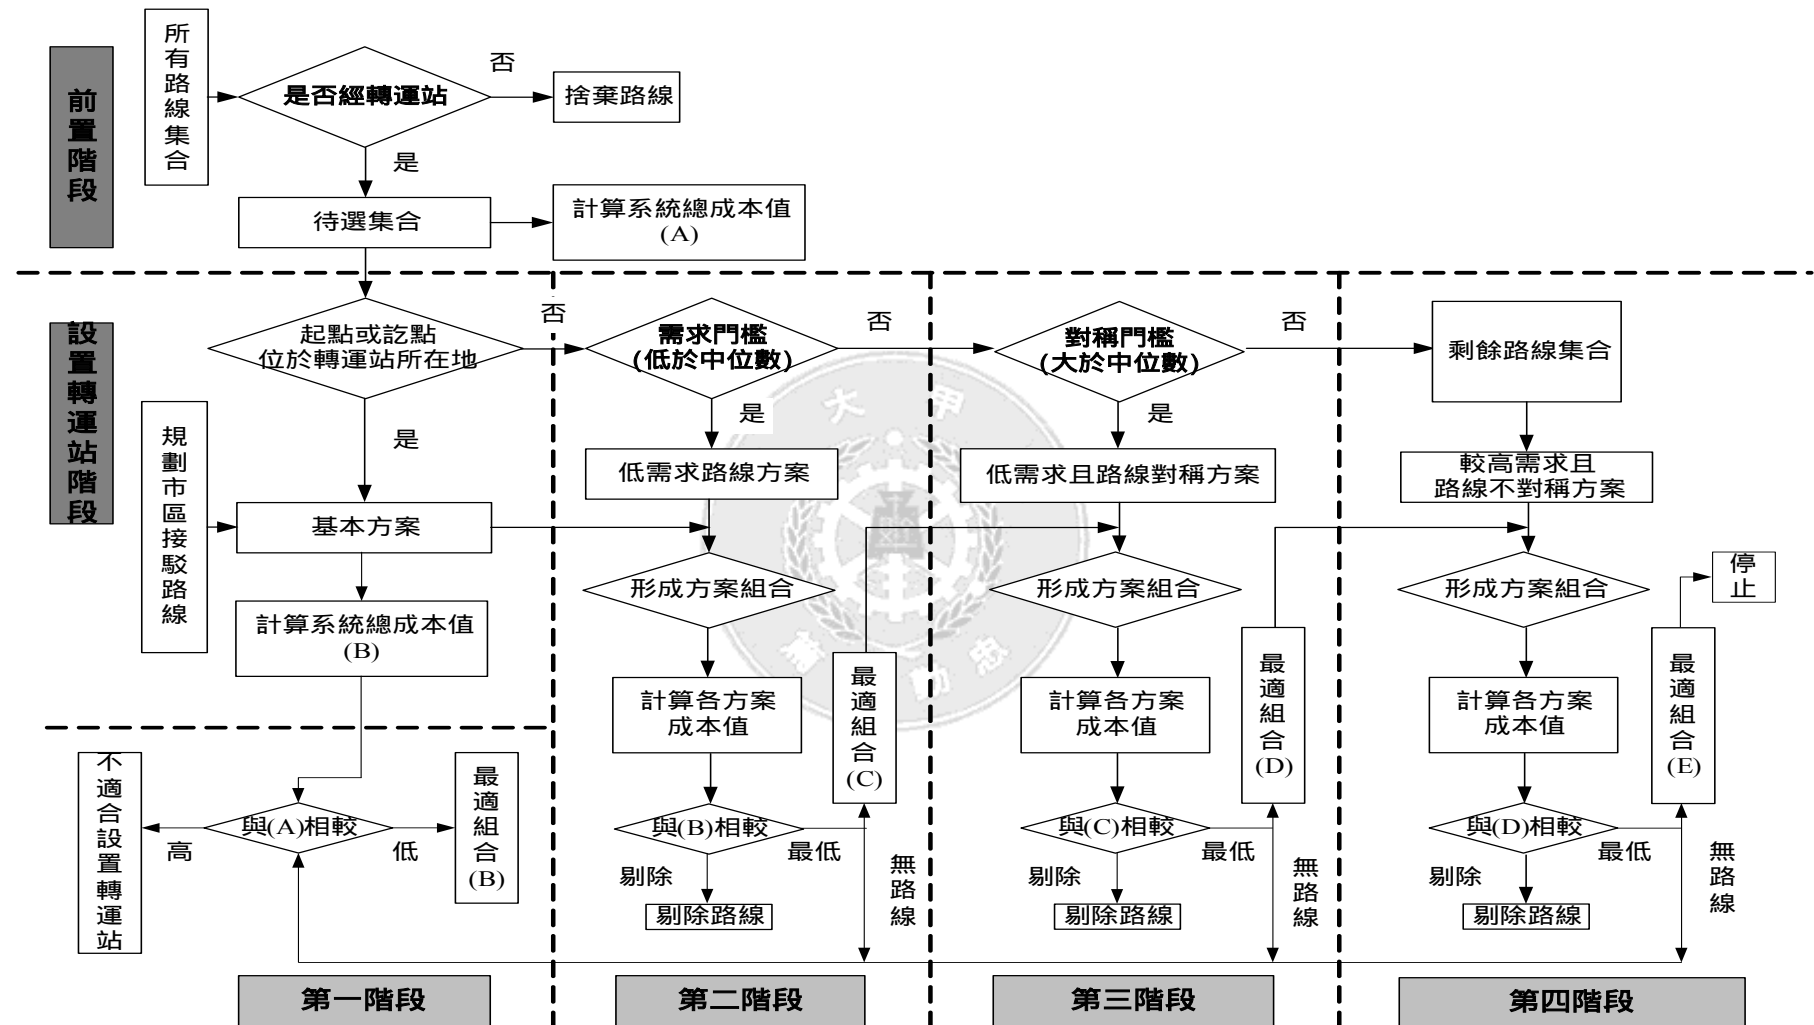 前置階段
所有路線集合
是否經轉運站
否
捨棄路線
是
待選集合
計算系統總成本值
(A)
設置轉運站階段
起點或訖點
位於轉運站所在地
否
是
規劃市區接駁路線
基本方案
計算系統總成本值
(B)
與(A)相較
高
不適合設置轉運站
低
最適組合
(B)
第一階段
需求門檻
(低於中位數)
否
是
低需求路線方案
形成方案組合
計算各方案
成本值
與(B)相較
最低
最適組合
(C)
剔除
剔除路線
無路線
第二階段
對稱門檻
(大於中位數)
否
是
低需求且路線對稱方案
形成方案組合
計算各方案
成本值
與(C)相較
最低
最適組合
(D)
剔除
剔除路線
無路線
第三階段
剩餘路線集合
較高需求且
路線不對稱方案
形成方案組合
計算各方案
成本值
與(D)相較
最低
最適組合
(E)
停止
剔除
剔除路線
無路線
第四階段
大甲